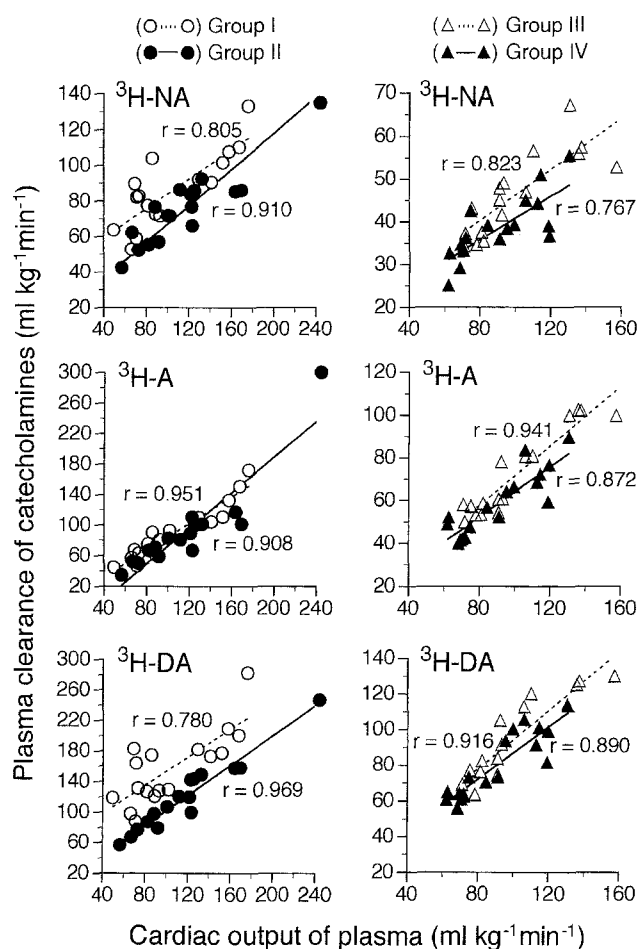 (○·····○) Group I
(●—●) Group II
(△·····△) Group III
(▲—▲) Group IV
Plasma clearance of catecholamines (ml kg⁻¹min⁻¹)
³H-NA
140
120
100
80
60
40
20
r = 0.805
r = 0.910
40 80 120 160 200 240
³H-NA
70
60
50
40
30
20
r = 0.823
r = 0.767
40 80 120 160
³H-A
300
260
220
180
140
100
60
20
r = 0.951
r = 0.908
40 80 120 160 200 240
³H-A
120
100
80
60
40
20
r = 0.941
r = 0.872
40 80 120 160
³H-DA
300
260
220
180
140
100
60
20
r = 0.780
r = 0.969
40 80 120 160 200 240
³H-DA
140
120
100
80
60
40
20
r = 0.916
r = 0.890
40 80 120 160
Cardiac output of plasma (ml kg⁻¹min⁻¹)